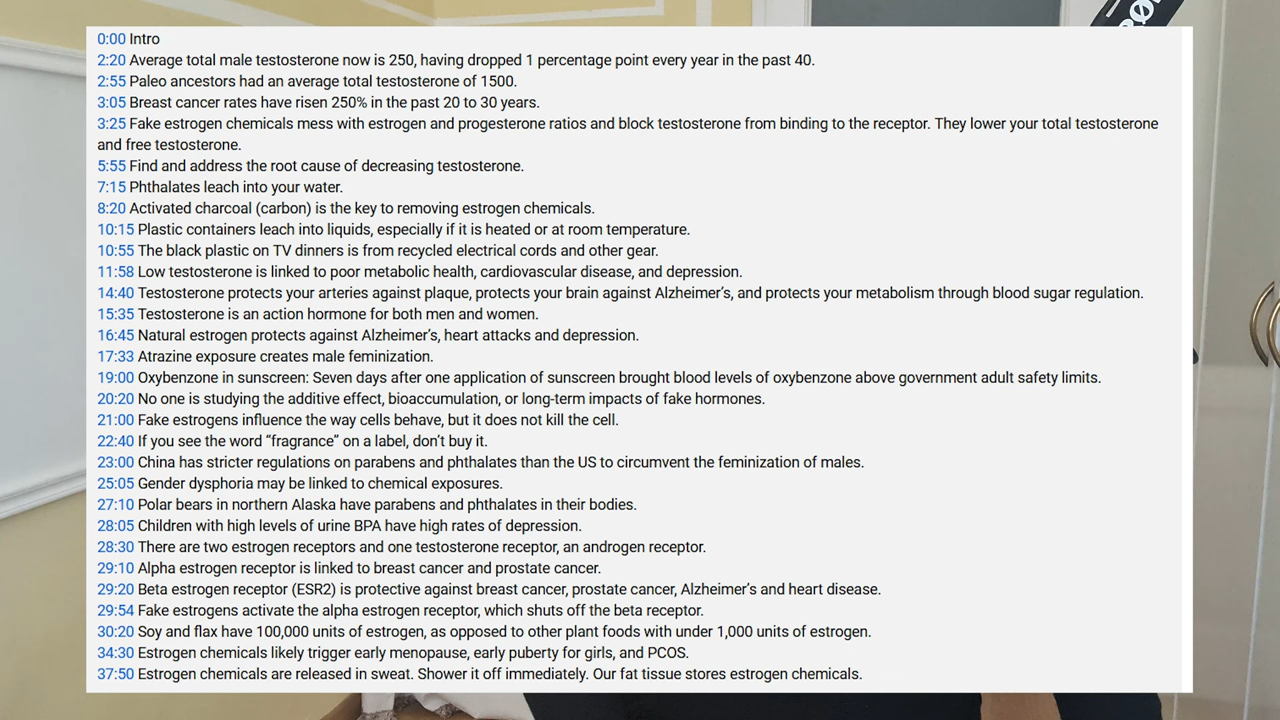 0:00 Intro
2:20 Average total male testosterone now is 250, having dropped 1 percentage point every year in the past 40.
2:55 Paleo ancestors had an average total testosterone of 1500.
3:05 Breast cancer rates have risen 250% in the past 20 to 30 years.
3:25 Fake estrogen chemicals mess with estrogen and progesterone ratios and block testosterone from binding to the receptor. They lower your total testosterone
and free testosterone.
5:55 Find and address the root cause of decreasing testosterone.
7:15 Phthalates leach into your water.
8:20 Activated charcoal (carbon) is the key to removing estrogen chemicals.
10:15 Plastic containers leach into liquids, especially if it is heated or at room temperature.
10:55 The black plastic on TV dinners is from recycled electrical cords and other gear.
11:58 Low testosterone is linked to poor metabolic health, cardiovascular disease, and depression.
14:40 Testosterone protects your arteries against plaque, protects your brain against Alzheimer’s, and protects your metabolism through blood sugar regulation.
15:35 Testosterone is an action hormone for both men and women.
16:45 Natural estrogen protects against Alzheimer’s, heart attacks and depression.
17:33 Atrazine exposure creates male feminization.
19:00 Oxybenzone in sunscreen: Seven days after one application of sunscreen brought blood levels of oxybenzone above government adult safety limits.
20:20 No one is studying the additive effect, bioaccumulation, or long-term impacts of fake hormones.
21:00 Fake estrogens influence the way cells behave, but it does not kill the cell.
22:40 If you see the word “fragrance” on a label, don’t buy it.
23:00 China has stricter regulations on parabens and phthalates than the US to circumvent the feminization of males.
25:05 Gender dysphoria may be linked to chemical exposures.
27:10 Polar bears in northern Alaska have parabens and phthalates in their bodies.
28:05 Children with high levels of urine BPA have high rates of depression.
28:30 There are two estrogen receptors and one testosterone receptor, an androgen receptor.
29:10 Alpha estrogen receptor is linked to breast cancer and prostate cancer.
29:20 Beta estrogen receptor (ESR2) is protective against breast cancer, prostate cancer, Alzheimer’s and heart disease.
29:54 Fake estrogens activate the alpha estrogen receptor, which shuts off the beta receptor.
30:20 Soy and flax have 100,000 units of estrogen, as opposed to other plant foods with under 1,000 units of estrogen.
34:30 Estrogen chemicals likely trigger early menopause, early puberty for girls, and PCOS.
37:50 Estrogen chemicals are released in sweat. Shower it off immediately. Our fat tissue stores estrogen chemicals.